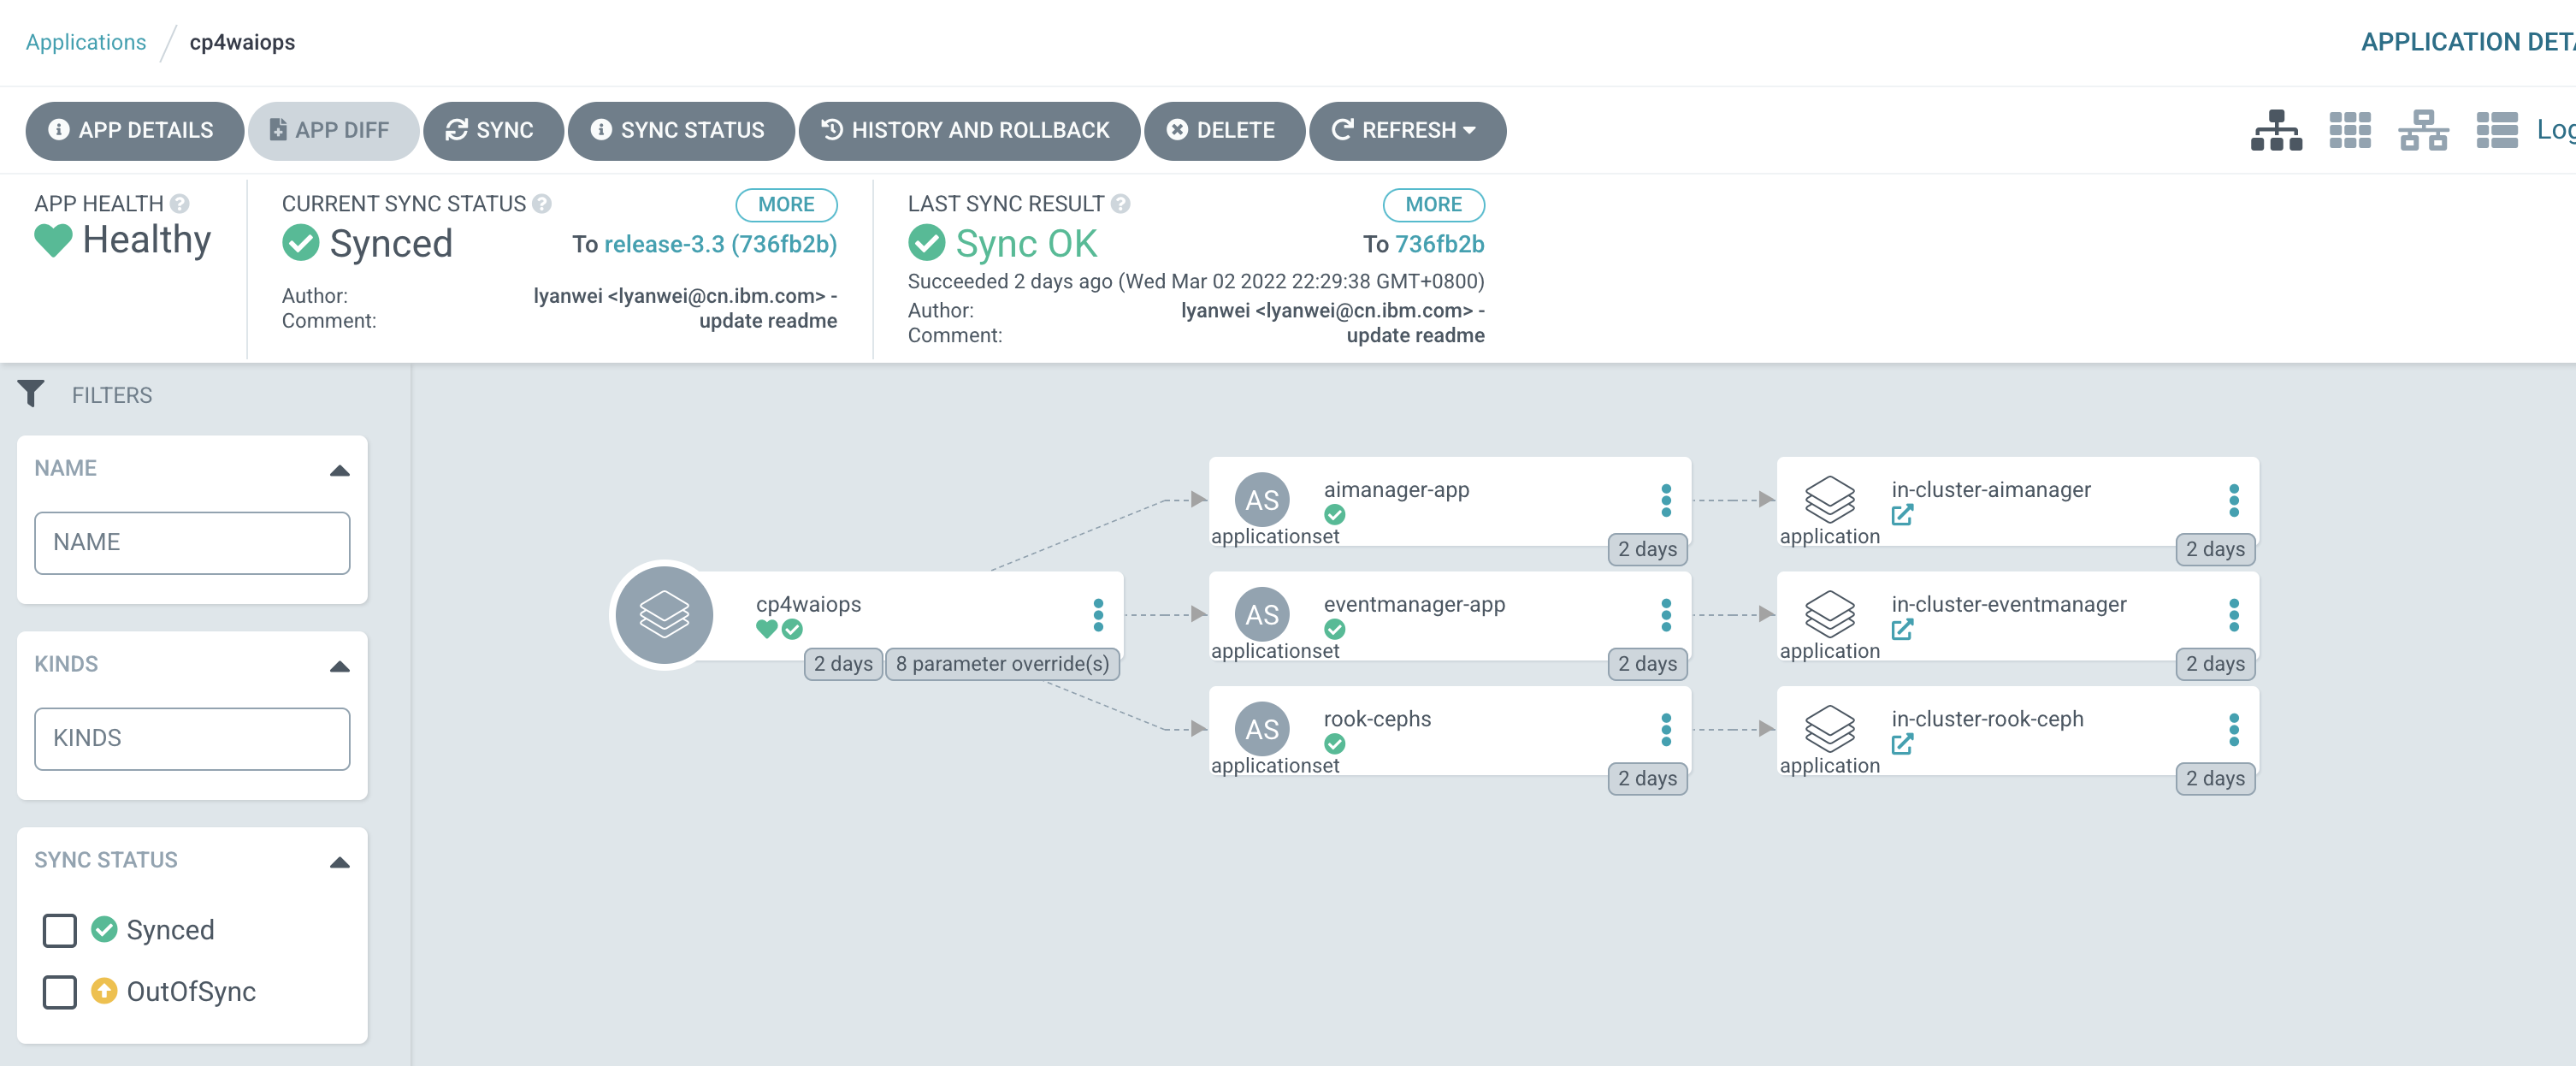 Applications / cp4waiops
APPLICATION DETA
APP DETAILS
APP DIFF
SYNC
SYNC STATUS
HISTORY AND ROLLBACK
DELETE
REFRESH
Log
APP HEALTH
Healthy
CURRENT SYNC STATUS
MORE
Synced
To release-3.3 (736fb2b)
Author: lyanwei <lyanwei@cn.ibm.com> -
Comment: update readme
LAST SYNC RESULT
MORE
Sync OK
To 736fb2b
Succeeded 2 days ago (Wed Mar 02 2022 22:29:38 GMT+0800)
Author: lyanwei <lyanwei@cn.ibm.com> -
Comment: update readme
FILTERS
NAME
NAME
KINDS
KINDS
SYNC STATUS
Synced
OutOfSync
cp4waiops
2 days
8 parameter override(s)
AS
aimanager-app
applicationset
2 days
in-cluster-aimanager
application
2 days
AS
eventmanager-app
applicationset
2 days
in-cluster-eventmanager
application
2 days
AS
rook-cephs
applicationset
2 days
in-cluster-rook-ceph
application
2 days